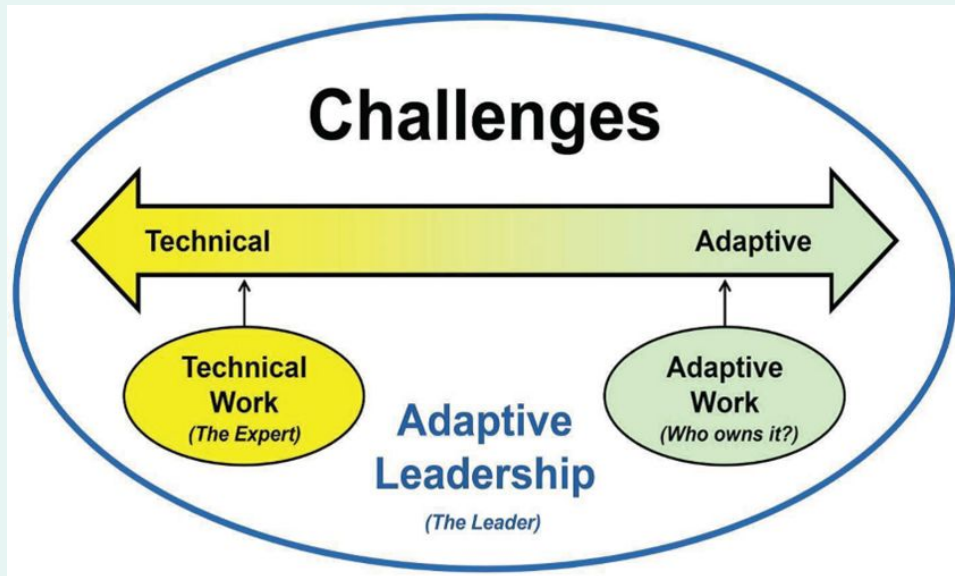 Challenges
Technical
Adaptive
Technical
Work
(The Expert)
Adaptive
Leadership
(The Leader)
Adaptive
Work
(Who owns it?)